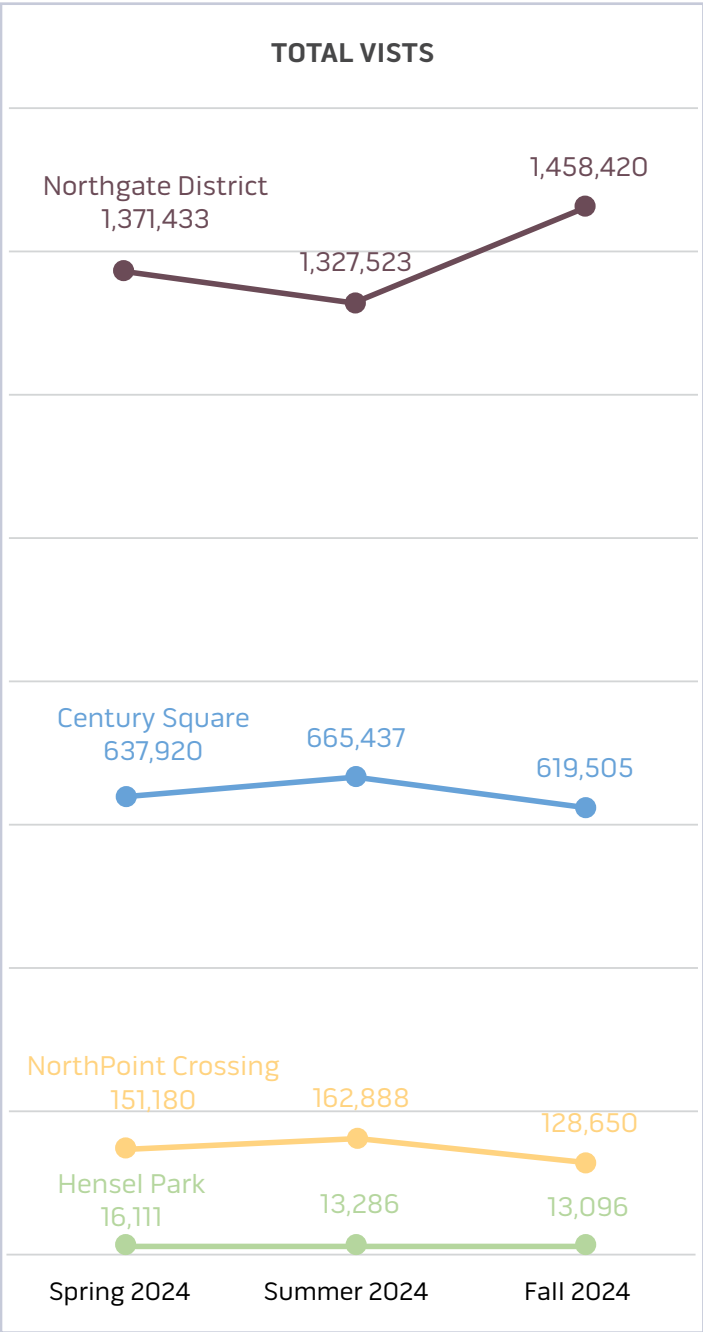 TOTAL VISTS
Northgate District
1,371,433
1,327,523
1,458,420
Century Square
637,920
665,437
619,505
NorthPoint Crossing
151,180
162,888
128,650
Hensel Park
16,111
13,286
13,096
Spring 2024
Summer 2024
Fall 2024